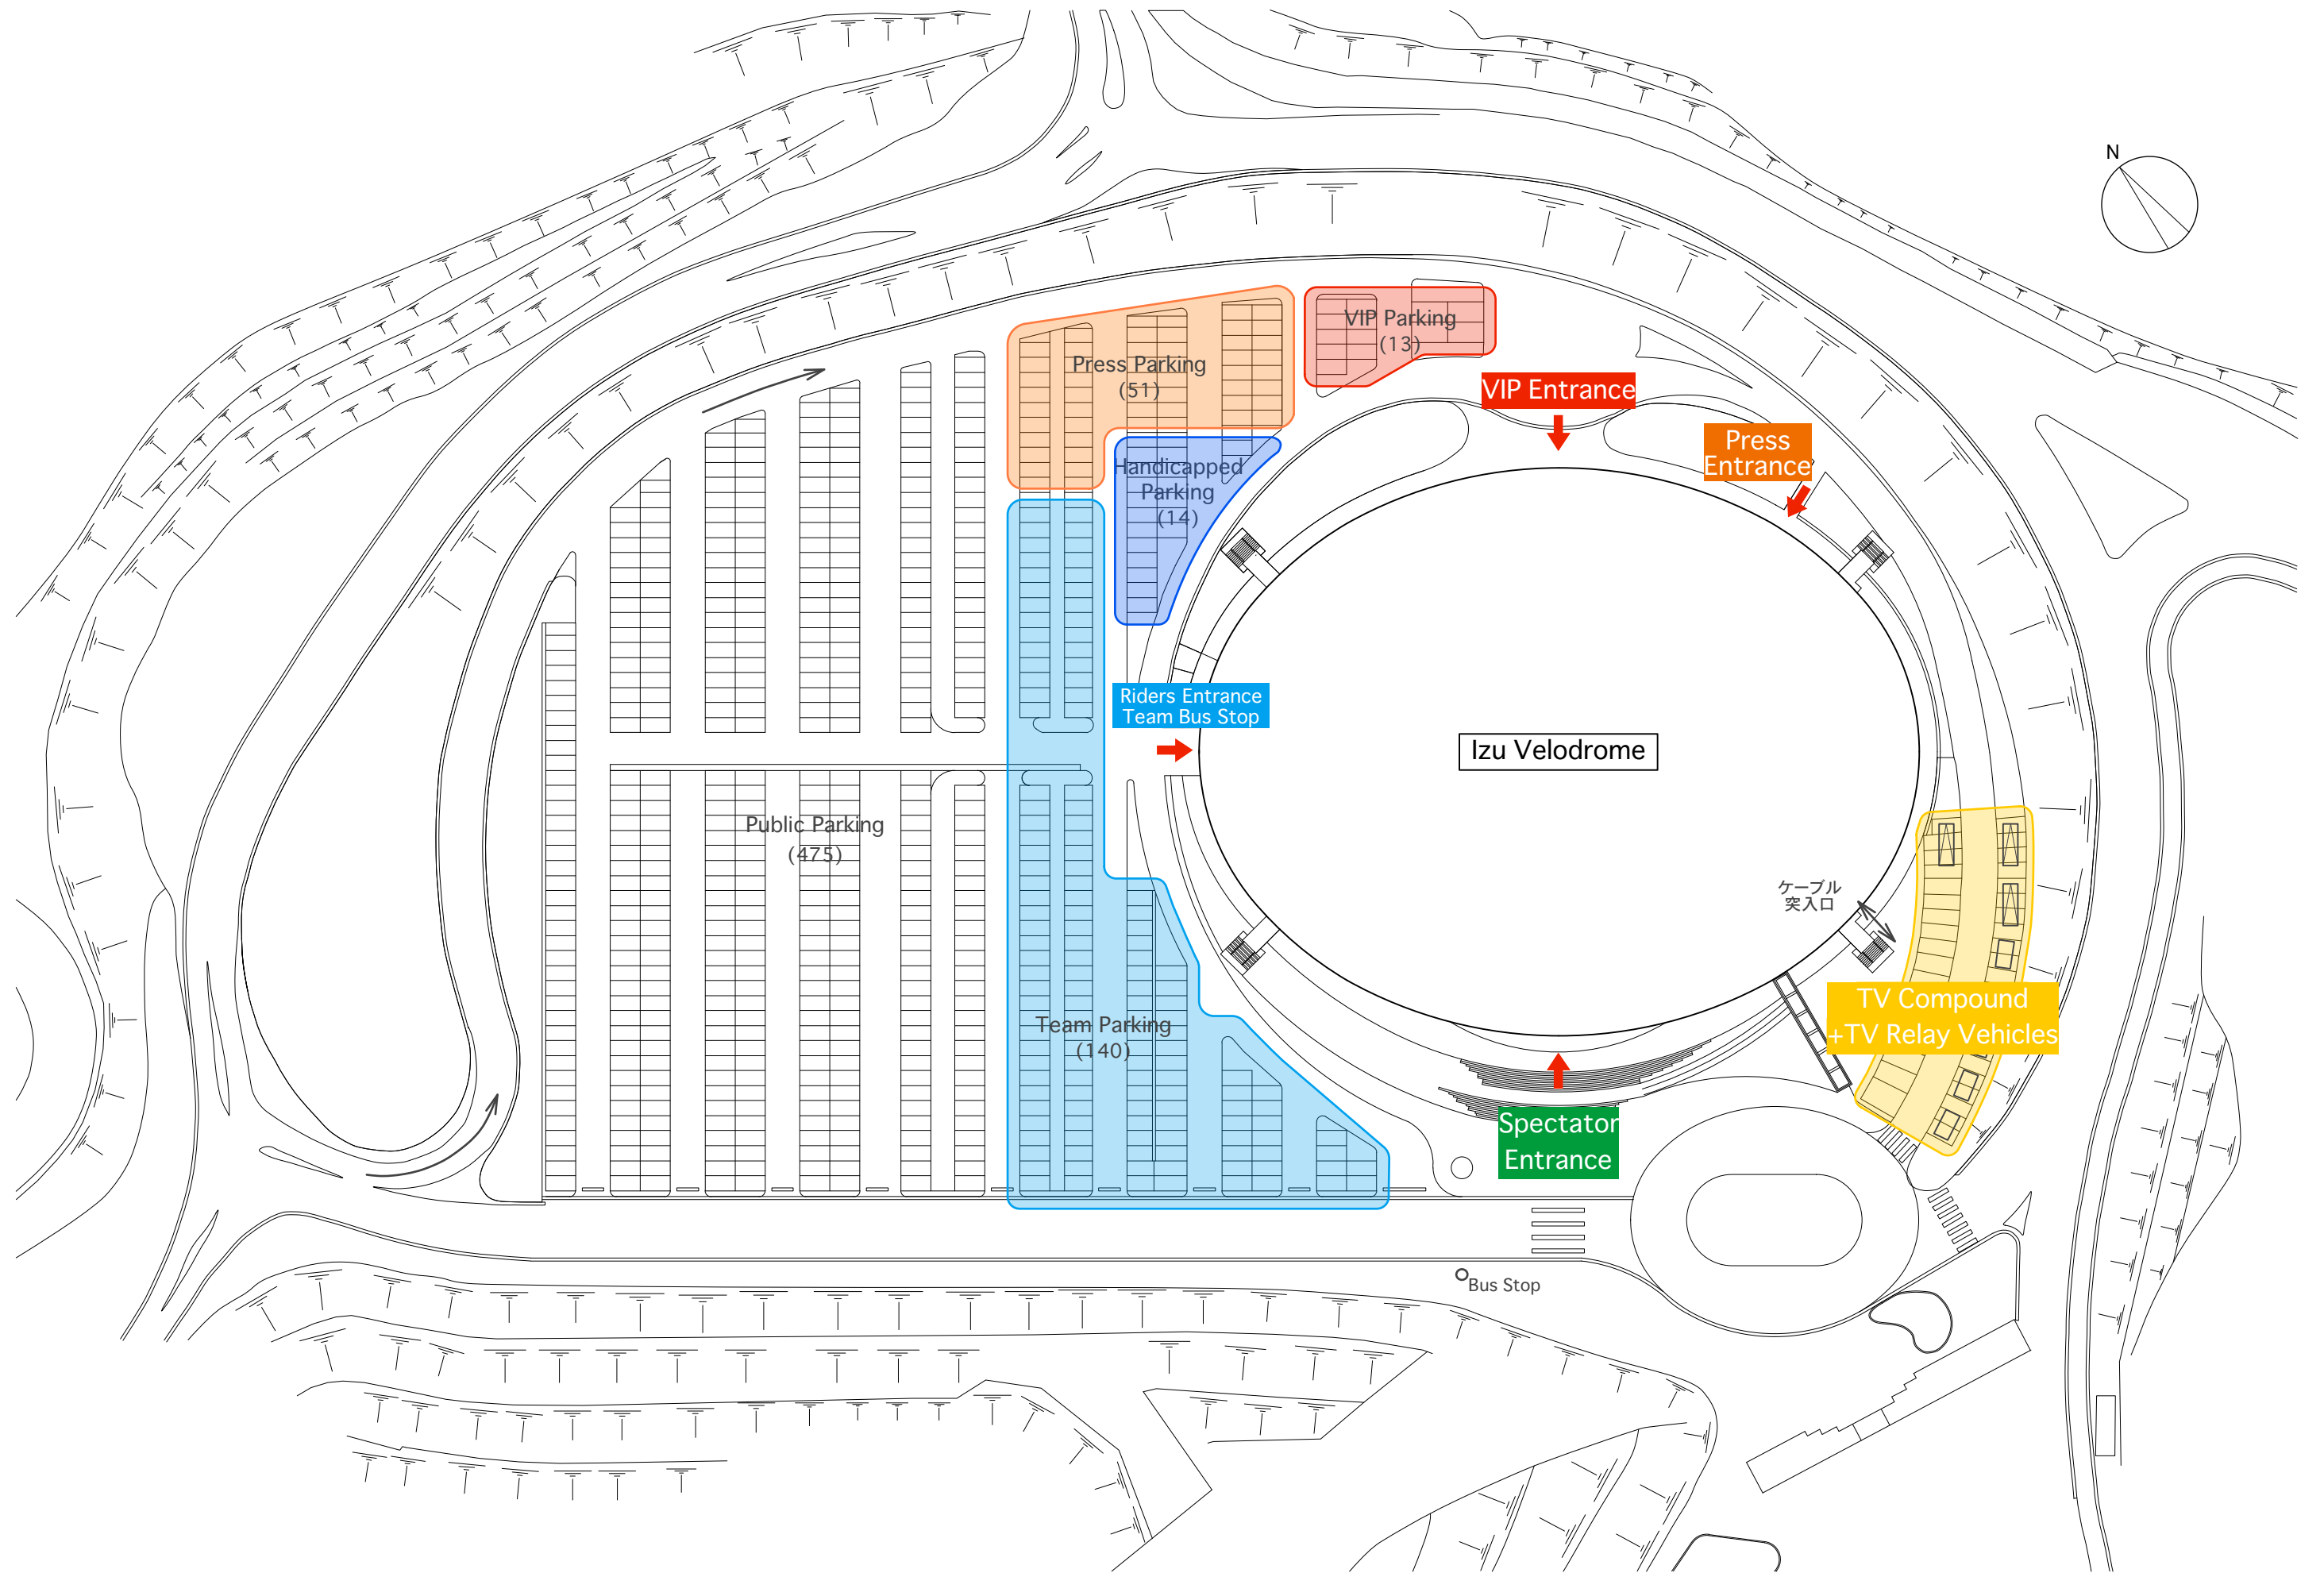 N
VIP Parking
(13)
Press Parking
(51)
VIP Entrance
Press
Entrance
Handicapped
Parking
(14)
Riders Entrance
Team Bus Stop
Izu Velodrome
Public Parking
(475)
ケーブル
突入口
TV Compound
+TV Relay Vehicles
Team Parking
(140)
Spectator
Entrance
Bus Stop